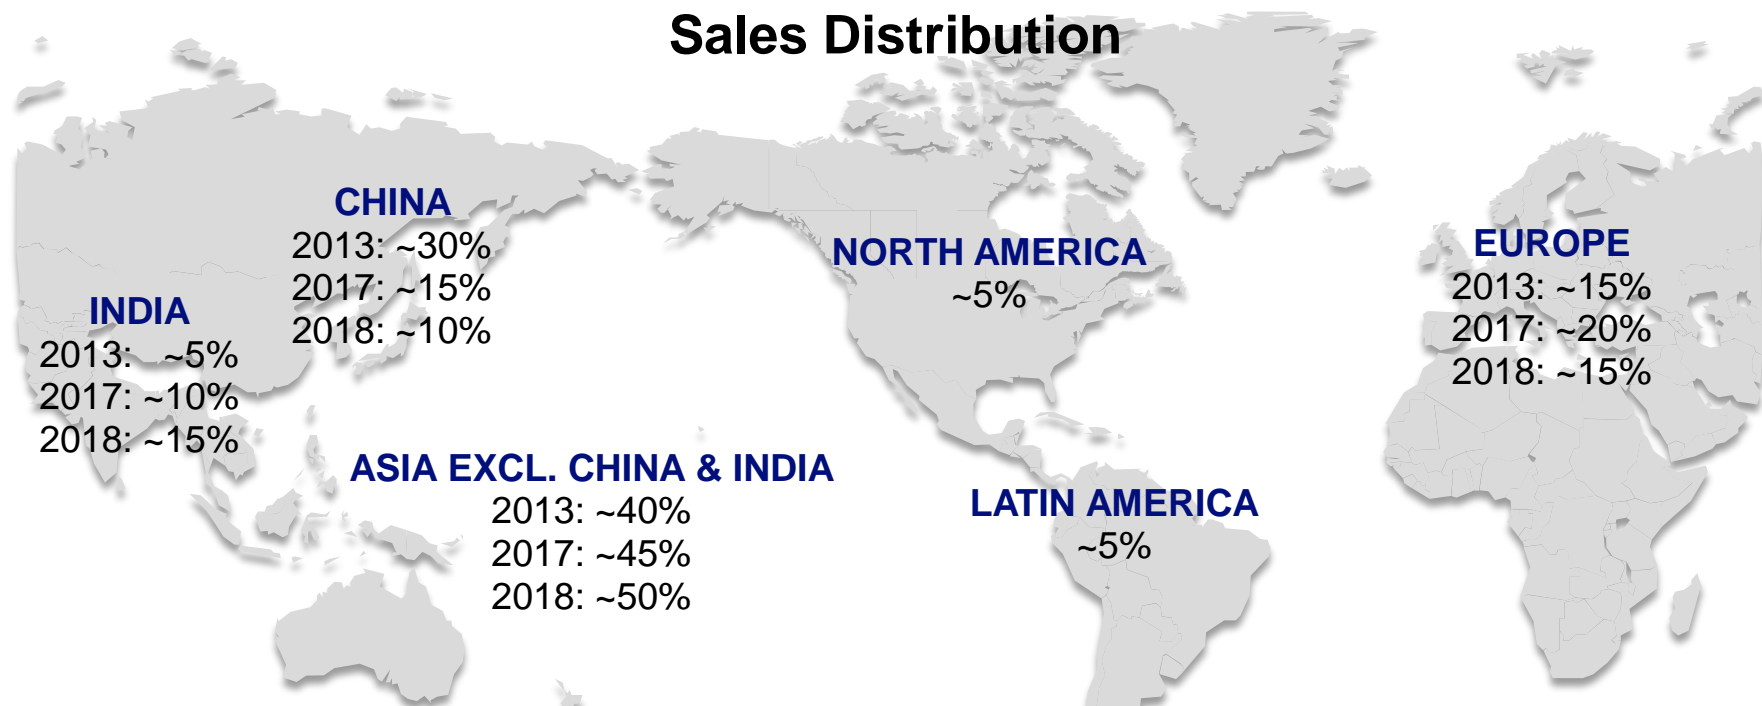 Sales Distribution
CHINA
2013: ~30%
2017: ~15%
2018: ~10%
INDIA
2013: ~5%
2017: ~10%
2018: ~15%
ASIA EXCL. CHINA & INDIA
2013: ~40%
2017: ~45%
2018: ~50%
NORTH AMERICA
~5%
LATIN AMERICA
~5%
EUROPE
2013: ~15%
2017: ~20%
2018: ~15%